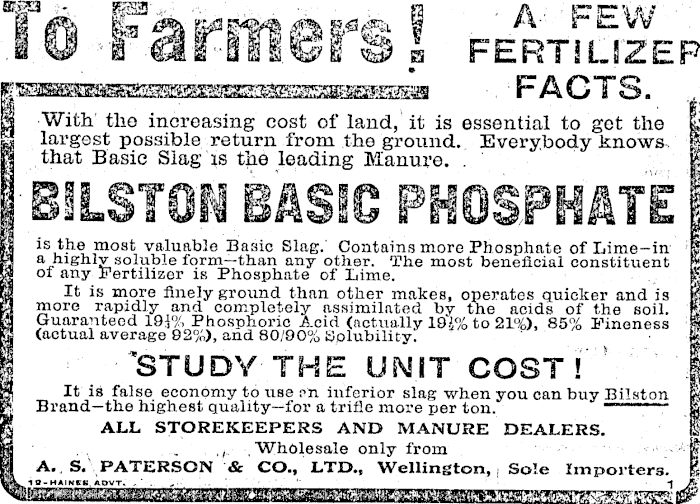 To Farmers!
A FEW
FERTILIZER
FACTS.
With the increasing cost of land, it is essential to get the
largest possible return from the ground. Everybody knows
that Basic Slag is the leading Manure.
BILSTON BASIC PHOSPHATE
is the most valuable Basic Slag. Contains more Phosphate of Lime—in
a highly soluble form—than any other. The most beneficial constituent
of any Fertilizer is Phosphate of Lime.
It is more finely ground than other makes, operates quicker and is
more rapidly and completely assimilated by the acids of the soil.
Guaranteed 19½% Phosphoric Acid (actually 19½% to 21%), 85% Fineness
(actual average 92%), and 80/90% Solubility.
STUDY THE UNIT COST!
It is false economy to use an inferior slag when you can buy Bilston
Brand—the highest quality—for a trifle more per ton.
ALL STOREKEEPERS AND MANURE DEALERS.
Wholesale only from
A. S. PATERSON & CO., LTD., Wellington, Sole Importers.
12-HAINES ADVT. 1